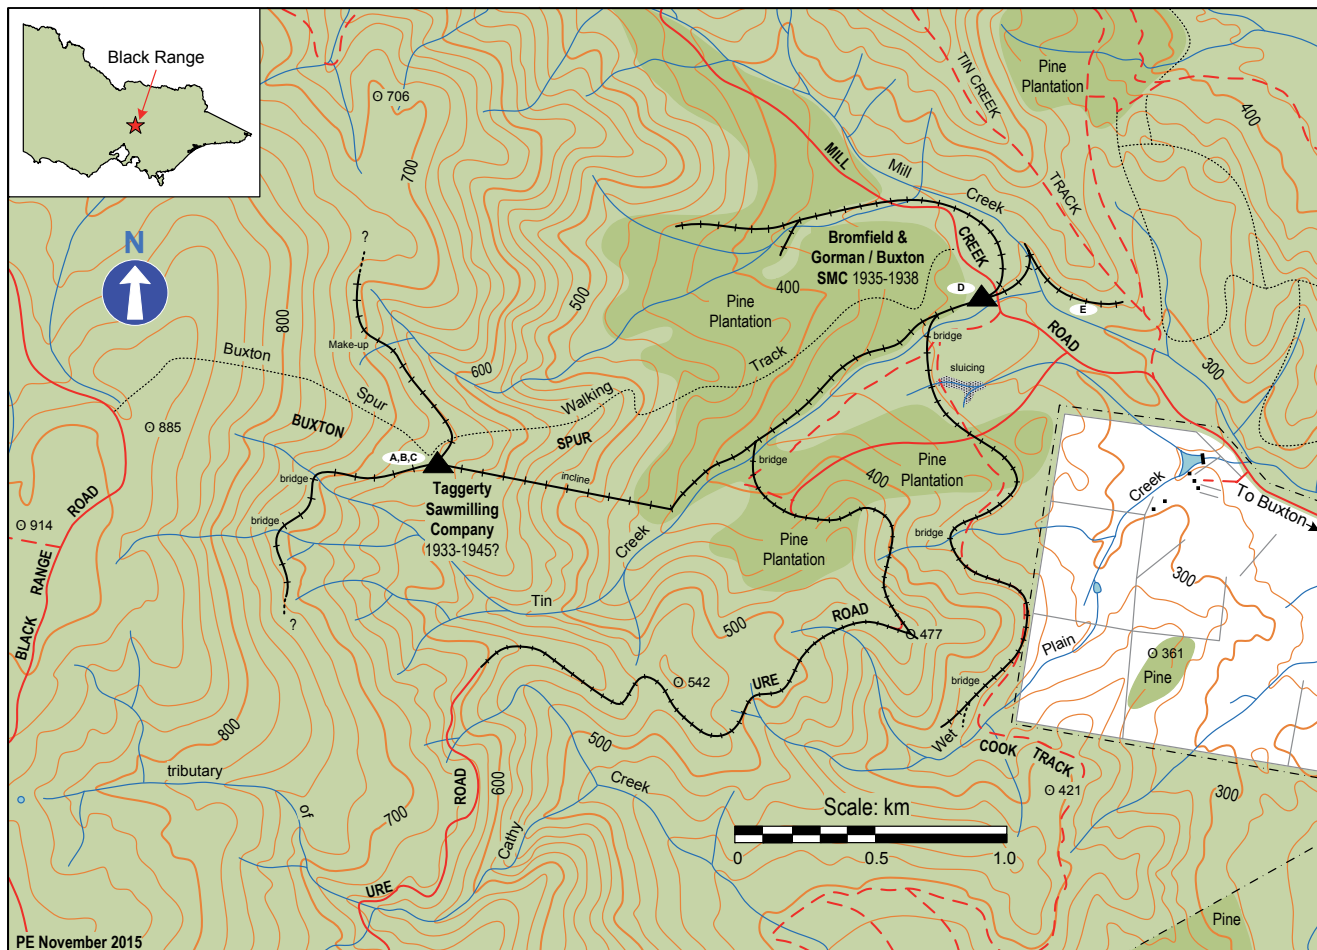 Black Range
706
700
MILL
Mill
Creek
CREEK
TIN CREEK
TRACK
Pine
Plantation
400
N
?
800
500
600
Make-up
Buxton
Spur
Walking
Track
BUXTON
SPUR
885
914
BLACK RANGE ROAD
A,B,C
Taggerty
Sawmilling
Company
1933-1945?
bridge
bridge
?
incline
Pine
Plantation
400
Bromfield &
Gorman / Buxton
SMC 1935-1938
D
E
ROAD
bridge
sluicing
300
bridge
400
Pine
Plantation
Pine
Plantation
bridge
Creek
Tin
500
ROAD
477
URE
542
bridge
Wet
Plain
Creek
To Buxton
300
361
Pine
COOK TRACK
421
300
800
tributary
of
700
ROAD
600
500
Creek
Cathy
URE
Scale: km
0 0.5 1.0
Pine
PE November 2015